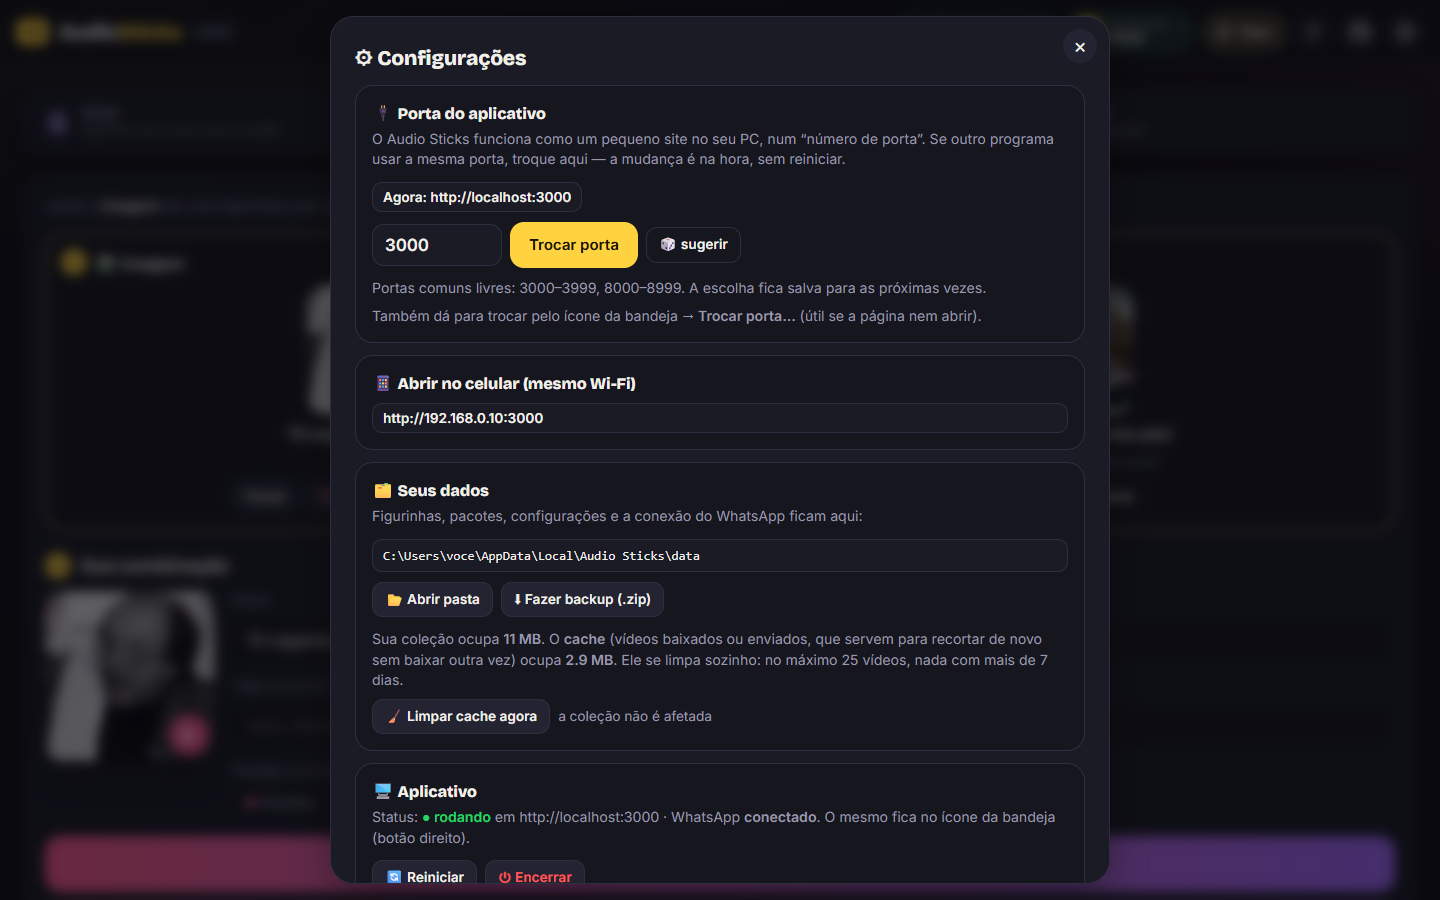 ⚙ Configurações
Porta do aplicativo
O Audio Sticks funciona como um pequeno site no seu PC, num “número de porta”. Se outro programa
usar a mesma porta, troque aqui — a mudança é na hora, sem reiniciar.
Agora: http://localhost:3000
3000
Trocar porta
sugerir
Portas comuns livres: 3000–3999, 8000–8999. A escolha fica salva para as próximas vezes.
Também dá para trocar pelo ícone da bandeja → Trocar porta... (útil se a página nem abrir).
Abrir no celular (mesmo Wi-Fi)
http://192.168.0.10:3000
Seus dados
Figurinhas, pacotes, configurações e a conexão do WhatsApp ficam aqui:
C:\Users\voce\AppData\Local\Audio Sticks\data
Abrir pasta
⬇ Fazer backup (.zip)
Sua coleção ocupa 11 MB. O cache (vídeos baixados ou enviados, que servem para recortar de novo
sem baixar outra vez) ocupa 2.9 MB. Ele se limpa sozinho: no máximo 25 vídeos, nada com mais de 7
dias.
Limpar cache agora
a coleção não é afetada
Aplicativo
Status: ● rodando em http://localhost:3000 · WhatsApp conectado. O mesmo fica no ícone da bandeja
(botão direito).
Reiniciar
Encerrar